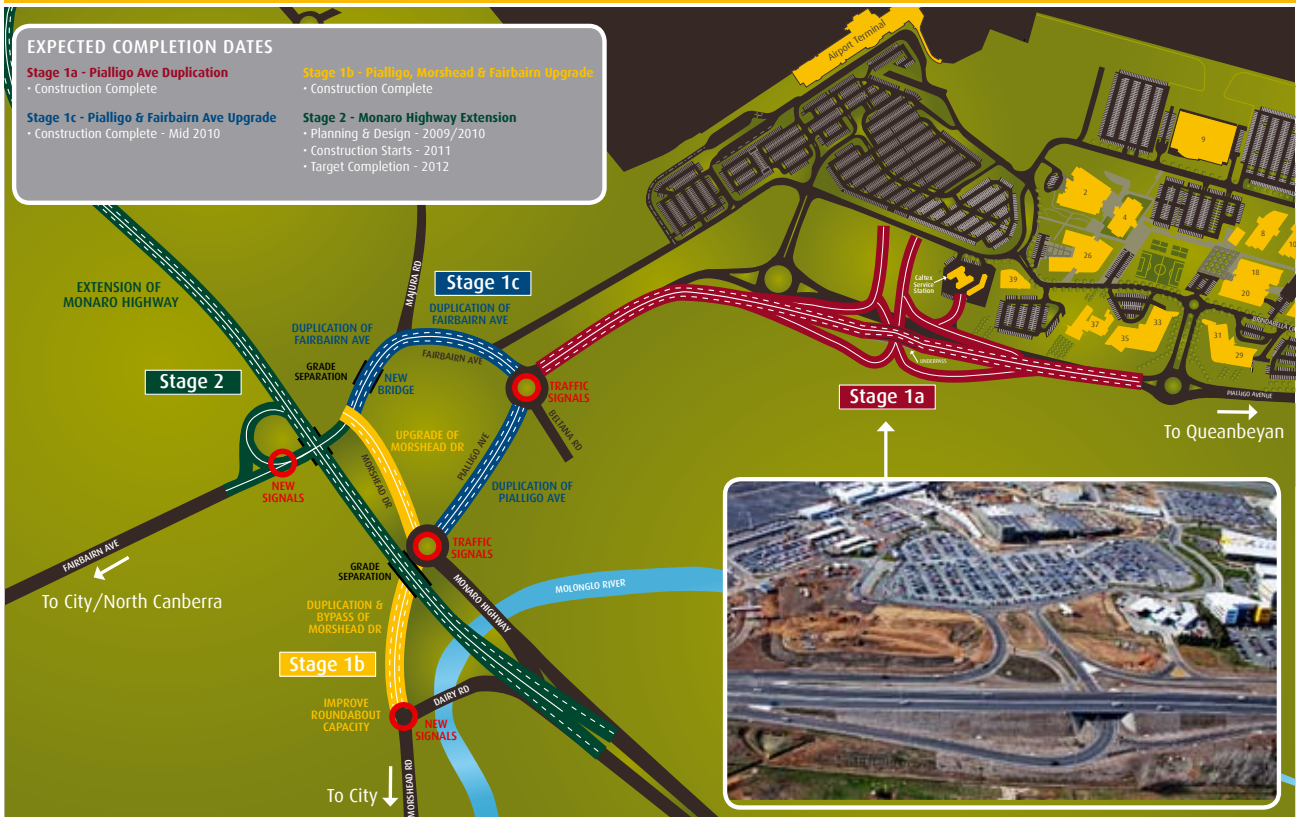 EXPECTED COMPLETION DATES
Stage 1a - Pialligo Ave Duplication
• Construction Complete
Stage 1b - Pialligo, Morshead & Fairbairn Upgrade
• Construction Complete
Stage 1c - Pialligo & Fairbairn Ave Upgrade
• Construction Complete - Mid 2010
Stage 2 - Monaro Highway Extension
• Planning & Design - 2009/2010
• Construction Starts - 2011
• Target Completion - 2012
Airport Terminal
9
2
4
8
10
26
18
20
39
Caltex
Service
Station
37
35
33
31
29
UNDERPASS
PIALLIGO AVENUE
To Queanbeyan
Stage 1a
EXTENSION OF
MONARO HIGHWAY
MAJURA RD
Stage 1c
DUPLICATION OF
FAIRBAIRN AVE
DUPLICATION OF
FAIRBAIRN AVE
FAIRBAIRN AVE
GRADE
SEPARATION
NEW
BRIDGE
Stage 2
TRAFFIC
SIGNALS
BELTANA RD
UPGRADE OF
MORSHEAD DR
MORSHEAD DR
PIALLIGO AVE
DUPLICATION OF
PIALLIGO AVE
NEW
SIGNALS
TRAFFIC
SIGNALS
FAIRBAIRN AVE
To City/North Canberra
GRADE
SEPARATION
MONARO HIGHWAY
MOLONGLO RIVER
DUPLICATION &
BYPASS OF
MORSHEAD DR
Stage 1b
IMPROVE
ROUNDABOUT
CAPACITY
DAIRY RD
NEW
SIGNALS
MORSHEAD RD
To City